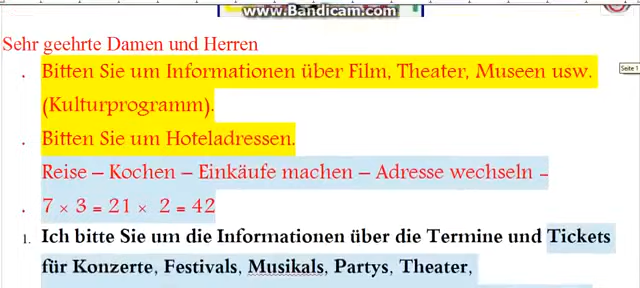 www.Bandicam.com
Seite 1
Sehr geehrte Damen und Herren
. Bitten Sie um Informationen über Film, Theater, Museen usw.
(Kulturprogramm).
. Bitten Sie um Hoteladressen.
Reise – Kochen – Einkäufe machen – Adresse wechseln –
. 7 × 3 = 21 × 2 = 42
1. Ich bitte Sie um die Informationen über die Termine und Tickets
für Konzerte, Festivals, Musikals, Partys, Theater,